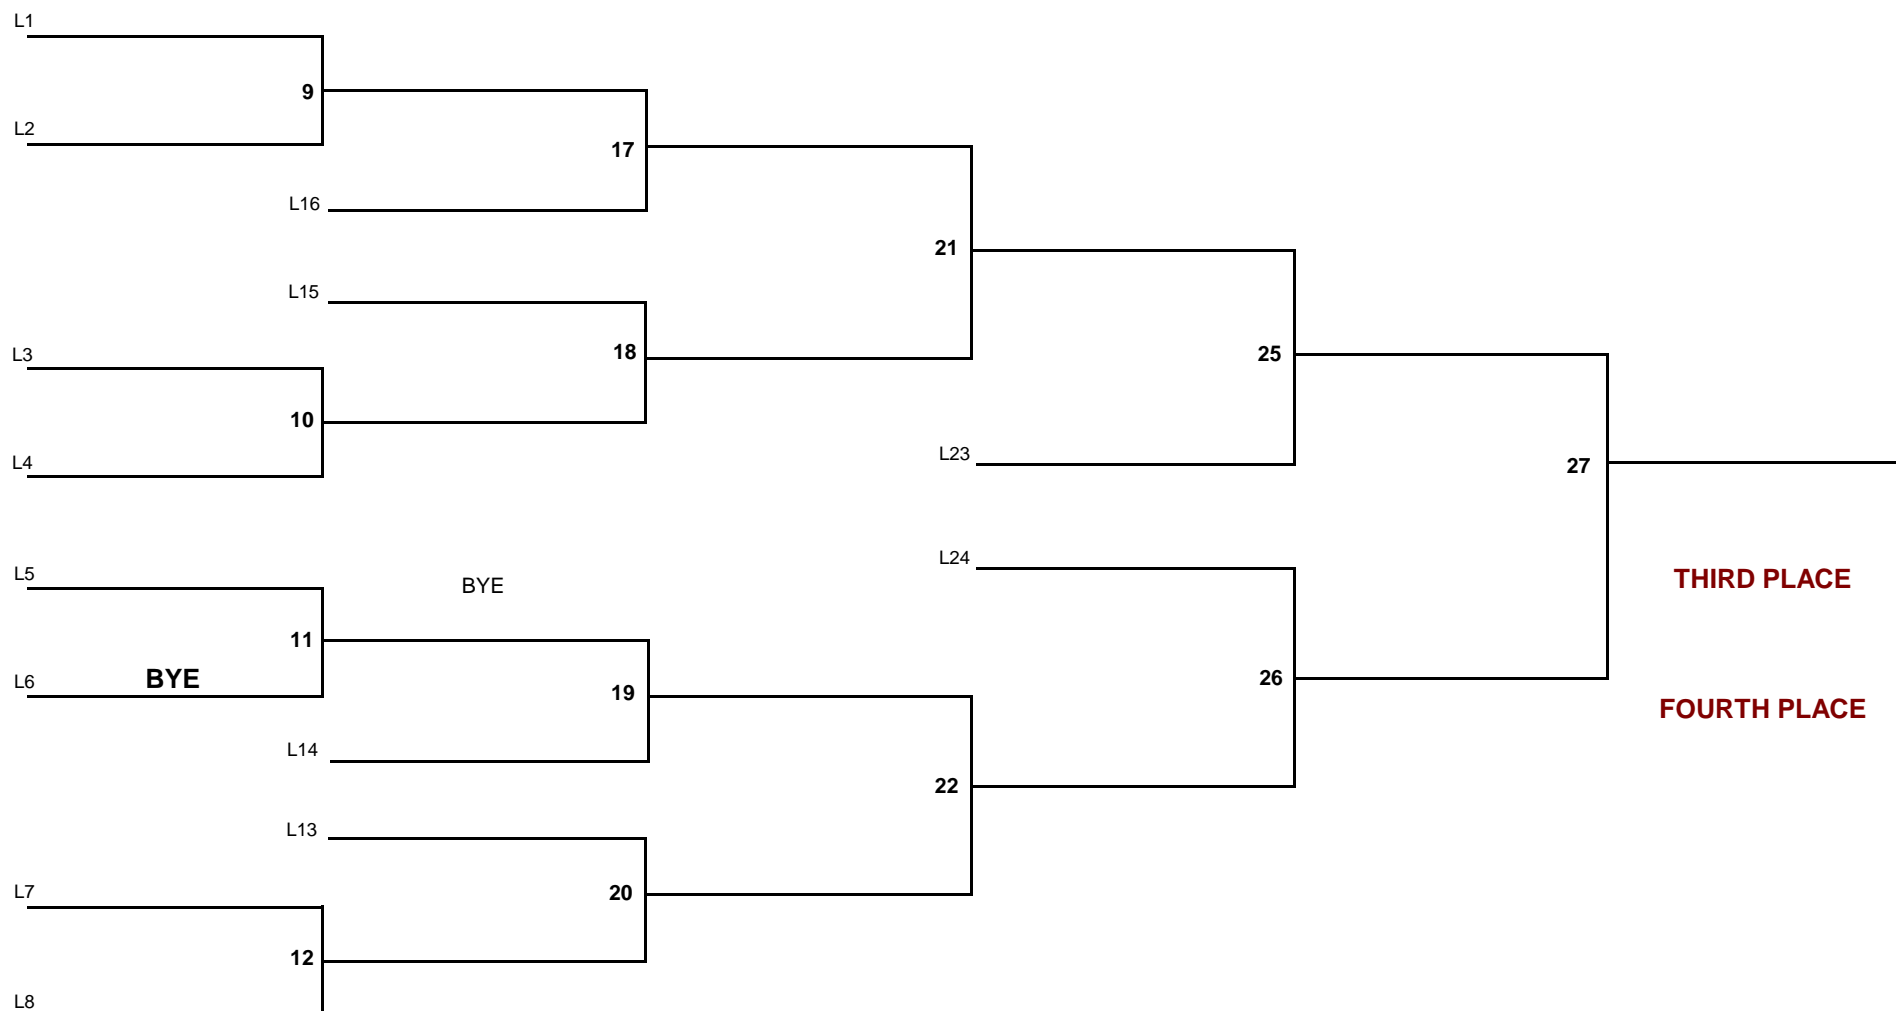 L1
9
L2
17
L16
21
L15
L3
18
25
10
L4
L23
27
L24
L5
BYE
THIRD PLACE
11
L6
BYE
26
19
FOURTH PLACE
L14
22
L13
L7
20
12
L8